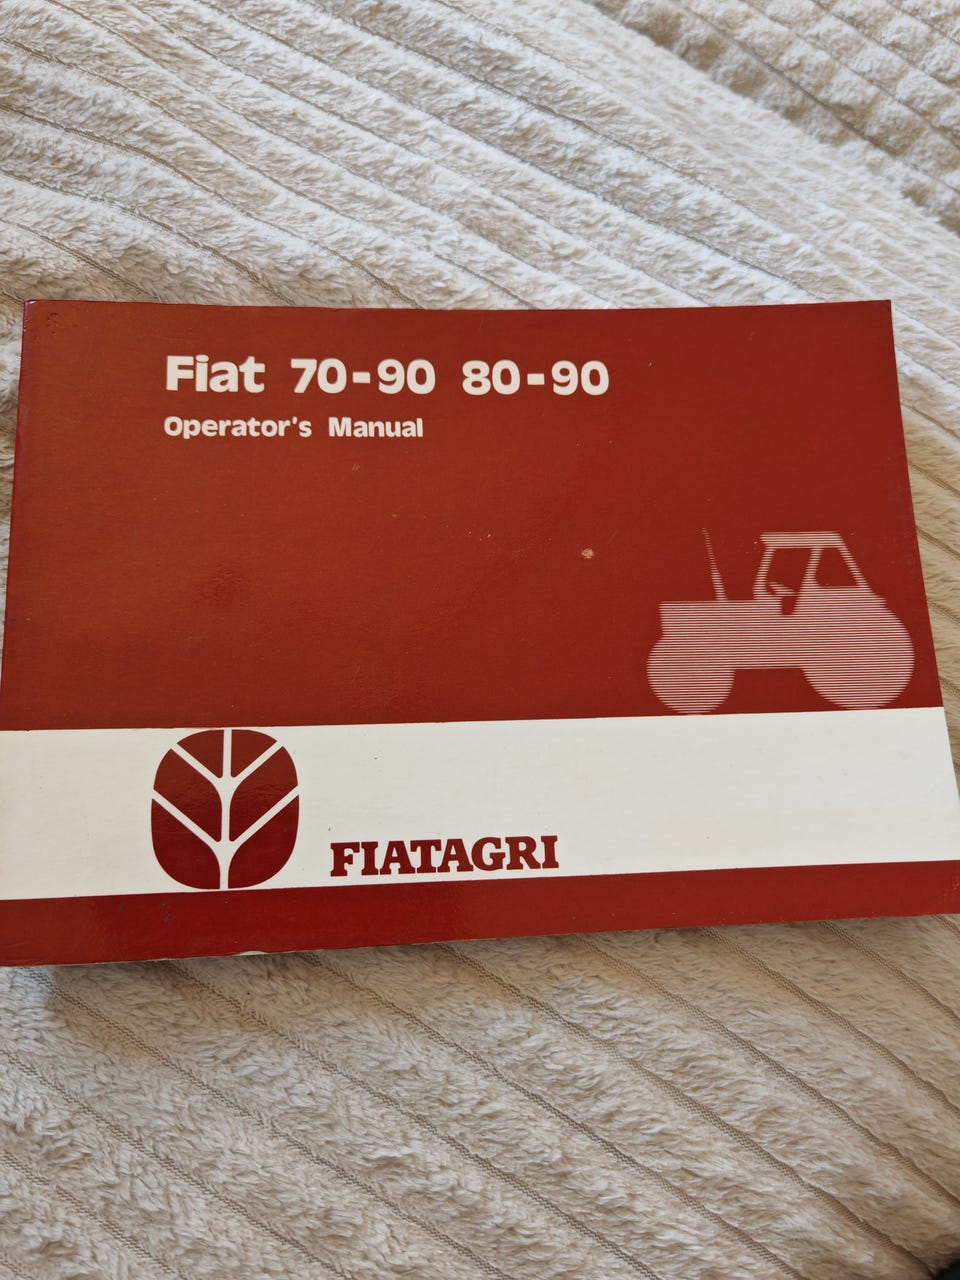 Fiat 70-90 80-90
Operator's Manual
FIATAGRI